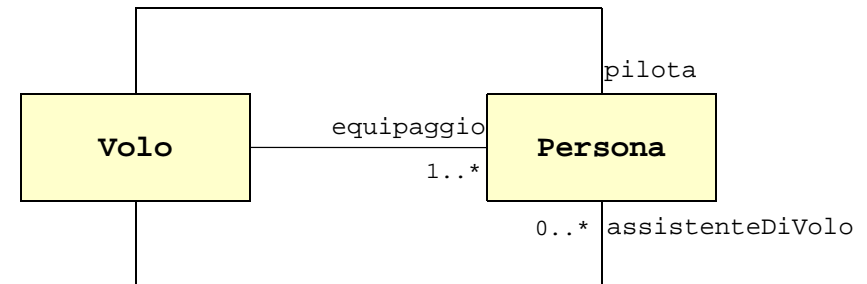 pilota
equipaggio
Volo
Persona
1..*
0..* assistenteDiVolo